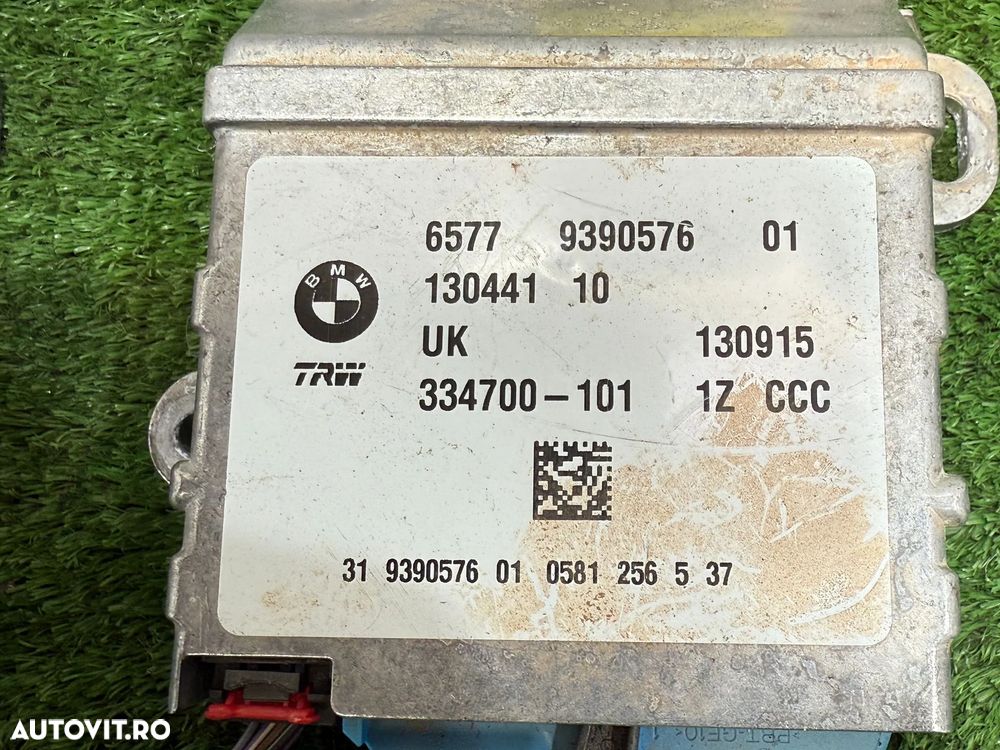 6577 9390576 01
130441 10
BMW
UK 130915
TRW
334700-101 1Z CCC
31 9390576 01 0581 256 5 37
AUTOVIT.RO